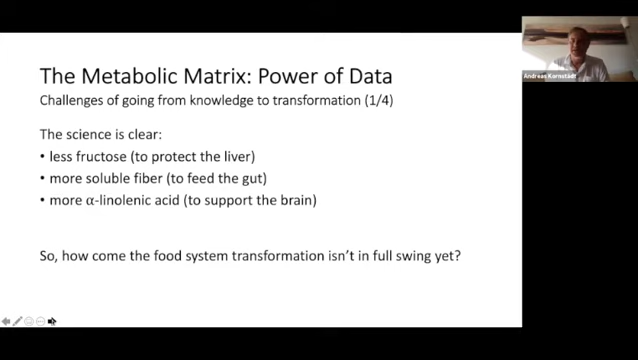 The Metabolic Matrix: Power of Data
Challenges of going from knowledge to transformation (1/4)
The science is clear:
• less fructose (to protect the liver)
• more soluble fiber (to feed the gut)
• more α-linolenic acid (to support the brain)
So, how come the food system transformation isn't in full swing yet?
Andreas Kornstädt